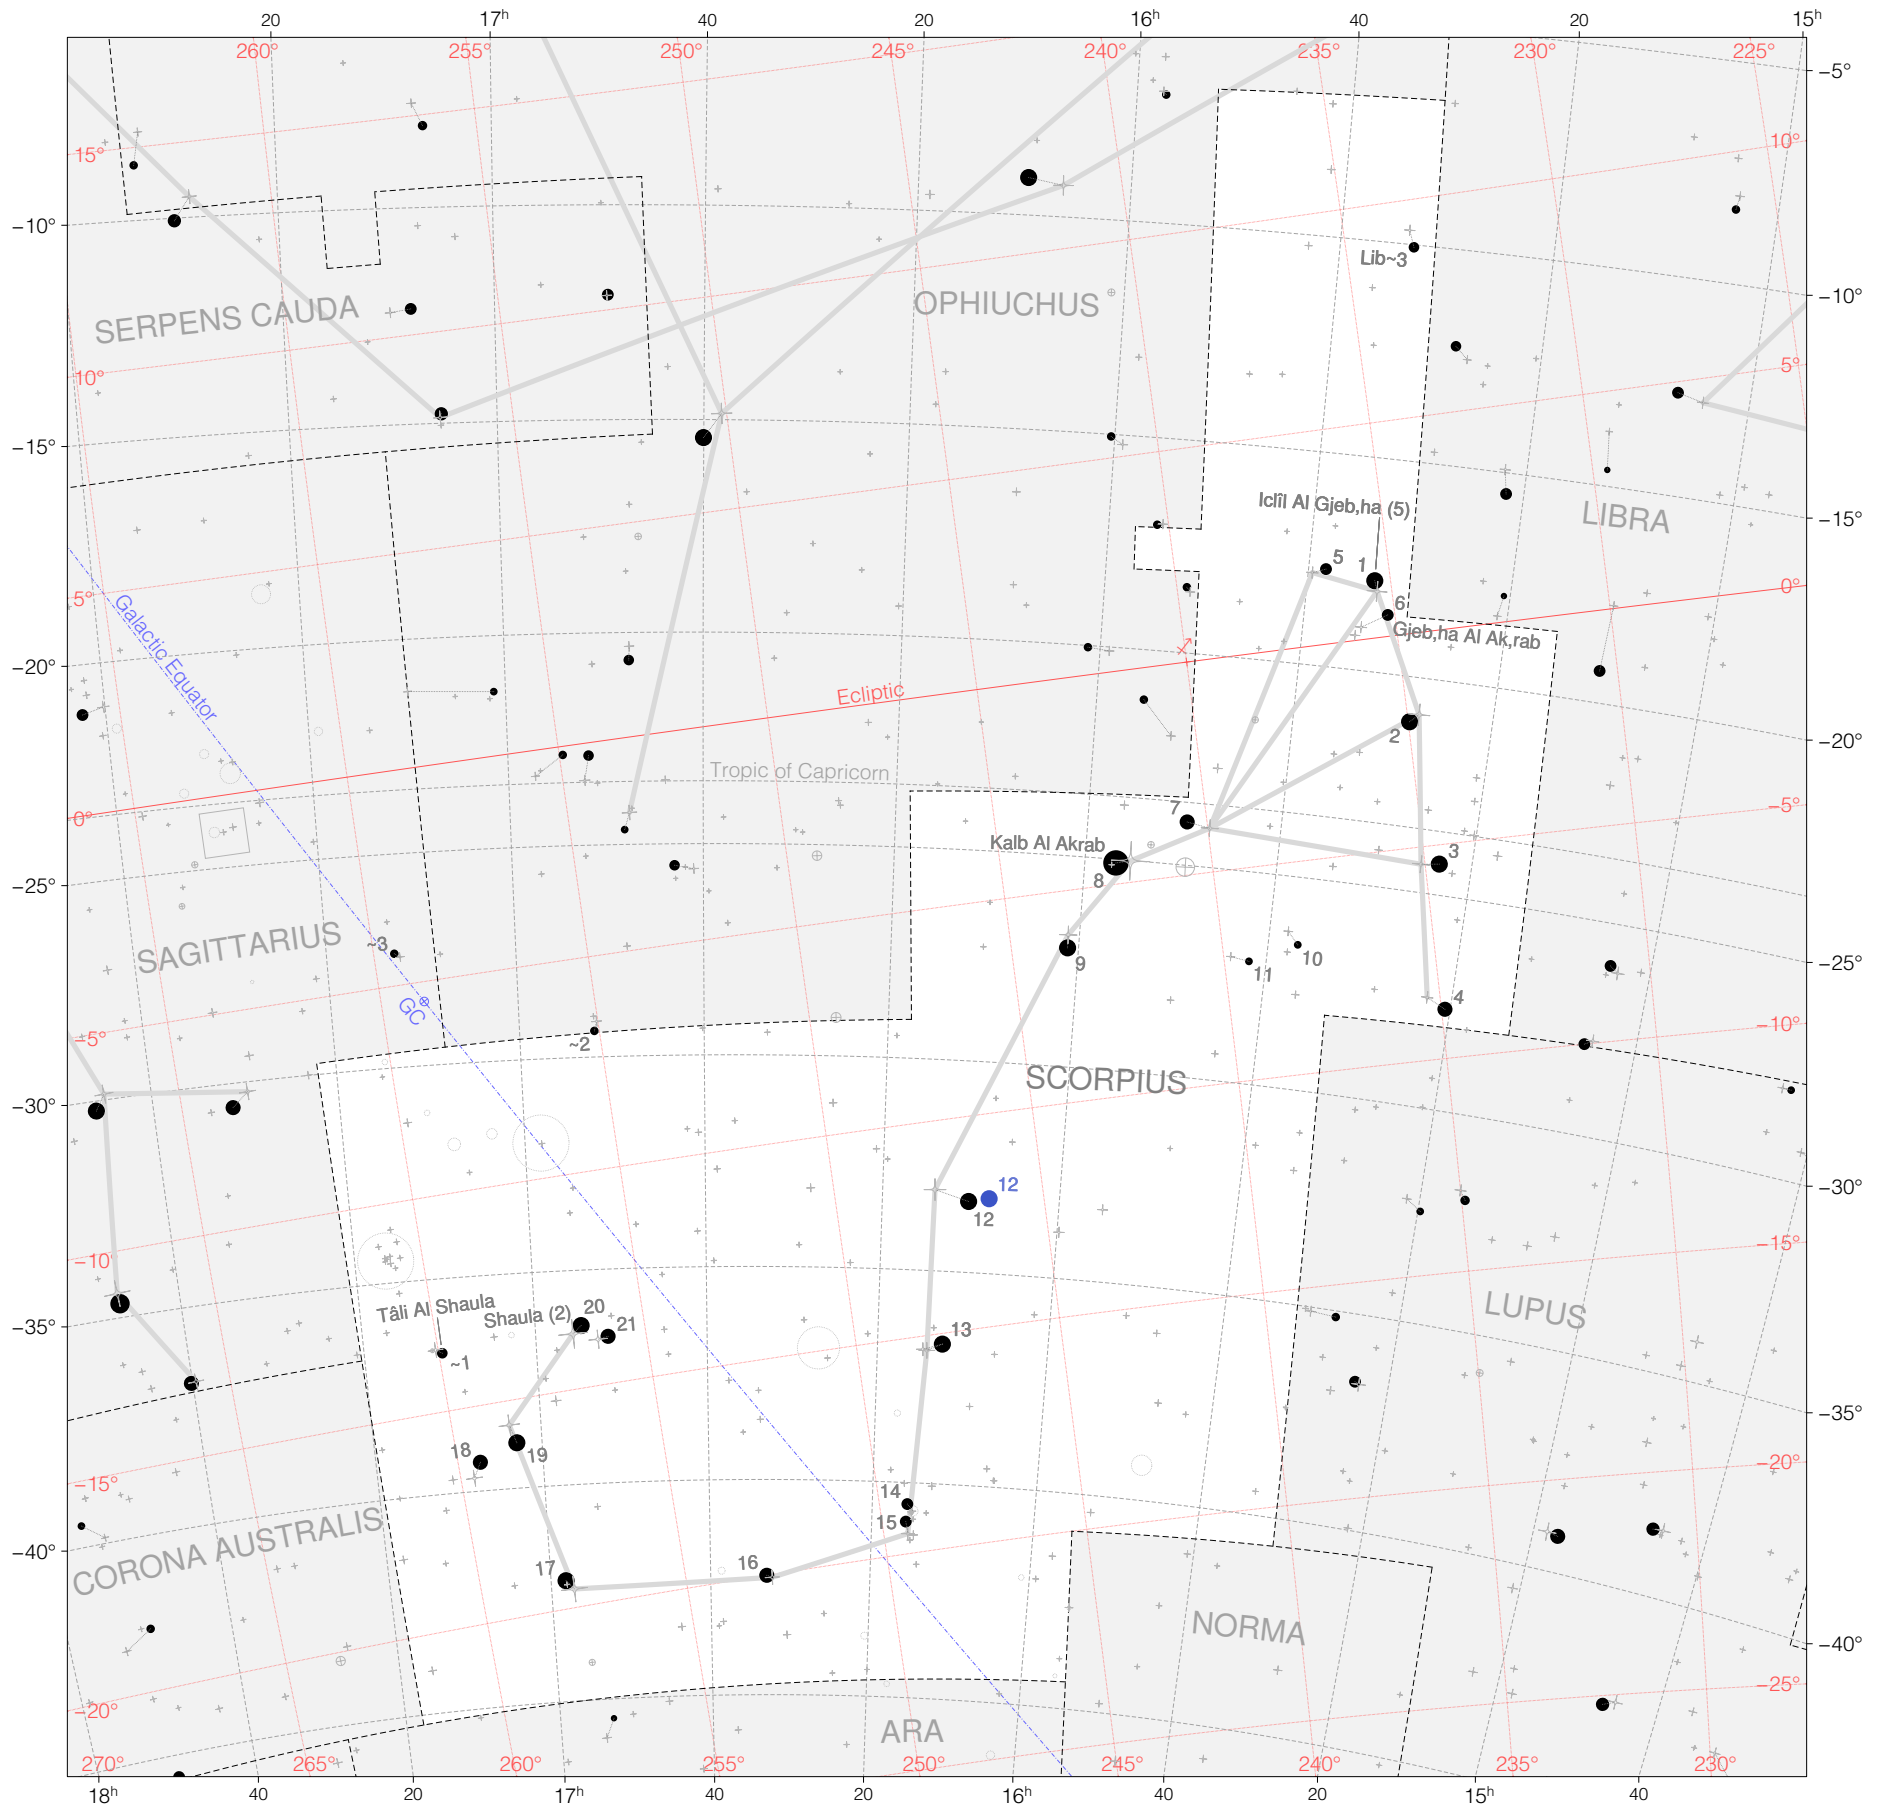 20 17h 40 20 16h 40 20 15h
260° 255° 250° 245° 240° 235° 230° 225°
−5°
15° 10°
−10°
Lib~3
SERPENS CAUDA OPHIUCHUS
−10°
10° 5°
−15°
Iclîl Al Gjeb,ha (5)
LIBRA
−15°
5 1
5° 0°
Galactic Equator
6
Gjeb,ha Al Ak,rab
−20°
Ecliptic
2
−20°
Tropic of Capricorn
0° −5°
7
Kalb Al Akrab
3
8
−25°
SAGITTARIUS
~3
9
10
11
−25°
4
GC
−5° −10°
~2
SCORPIUS
−30°
12
12
−30°
−10° −15°
Tâli Al Shaula
Shaula (2)
20
21
LUPUS
−35°
13
~1
−35°
18
19
−15° −20°
14
15
CORONA AUSTRALIS
−40°
17
16
NORMA
−40°
−20° −25°
ARA
270° 265° 260° 255° 250° 245° 240° 235° 230°
18h 40 20 17h 40 20 16h 40 20 15h 40